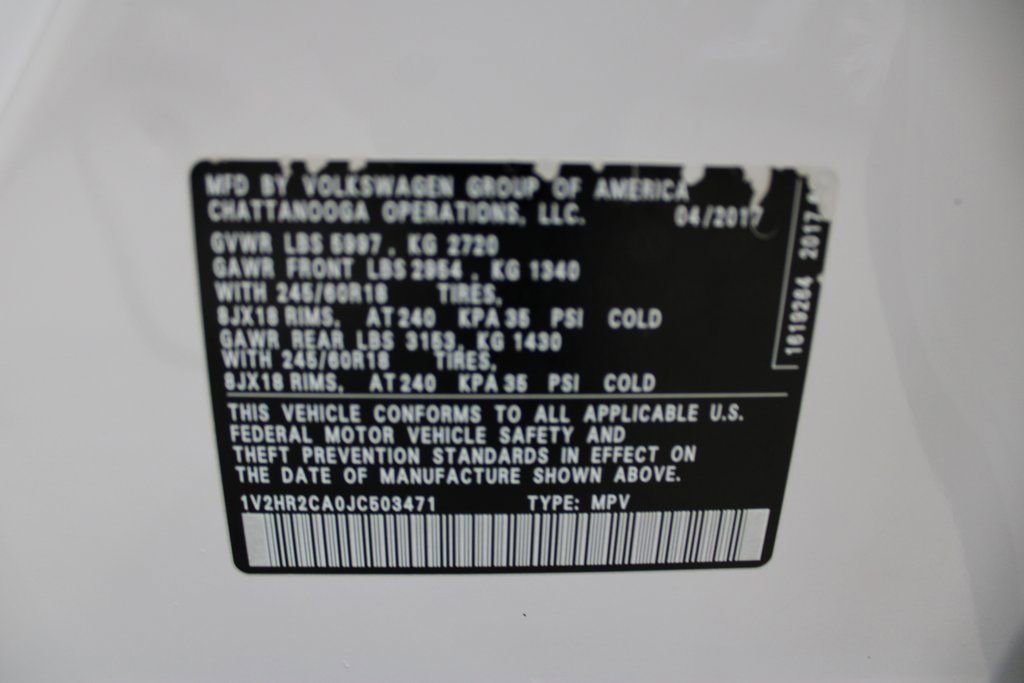 MFD BY VOLKSWAGEN GROUP OF AMERICA
CHATTANOOGA OPERATIONS, LLC. 04/2017
GVWR LBS 5997, KG 2720
GAWR FRONT LBS 2954, KG 1340
WITH 245/60R18 TIRES,
8JX18 RIMS, AT 240 KPA 35 PSI COLD
GAWR REAR LBS 3153, KG 1430
WITH 245/60R18 TIRES,
8JX18 RIMS, AT 240 KPA 35 PSI COLD
THIS VEHICLE CONFORMS TO ALL APPLICABLE U.S.
FEDERAL MOTOR VEHICLE SAFETY AND
THEFT PREVENTION STANDARDS IN EFFECT ON
THE DATE OF MANUFACTURE SHOWN ABOVE.
1V2HR2CA0JC503471 TYPE: MPV
1619264